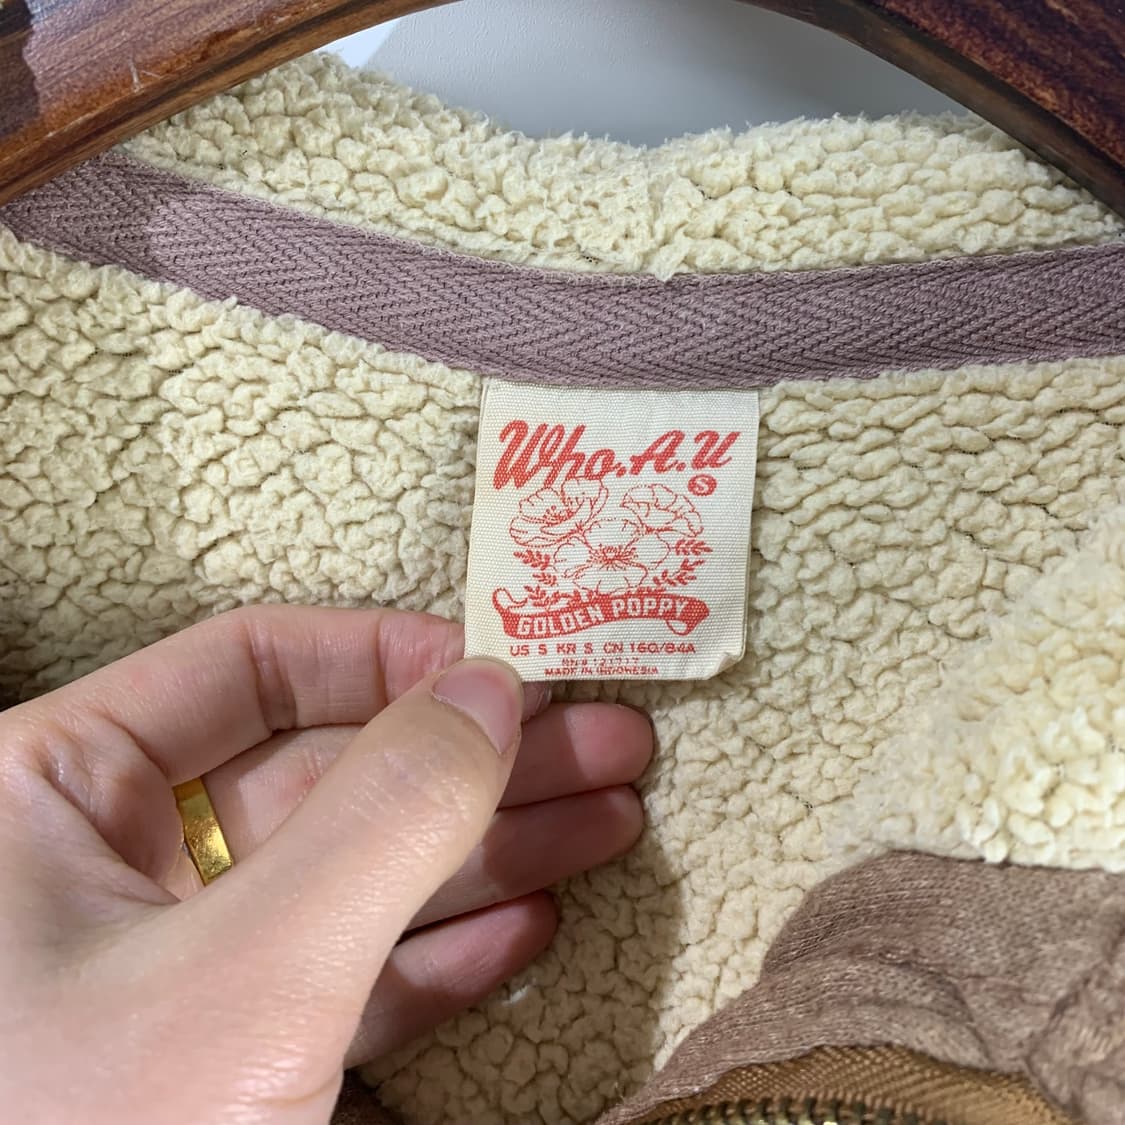 Who.A.U
S
GOLDEN POPPY
US S KR S CN 160/84A
MADE IN INDONESIA